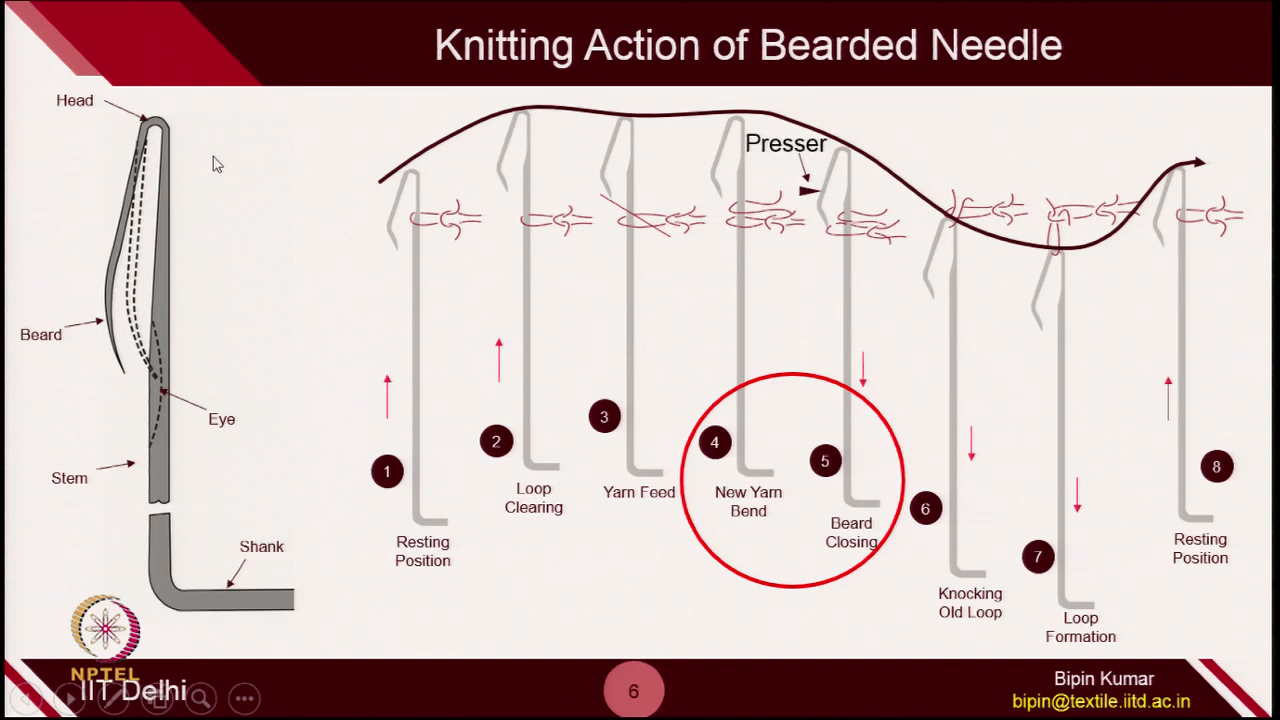 Knitting Action of Bearded Needle
Head
Beard
Eye
Stem
Shank
Presser
1
Resting
Position
2
Loop
Clearing
3
Yarn Feed
4
New Yarn
Bend
5
Beard
Closing
6
Knocking
Old Loop
7
Loop
Formation
8
Resting
Position
NPTEL
IIT Delhi
6
Bipin Kumar
bipin@textile.iitd.ac.in